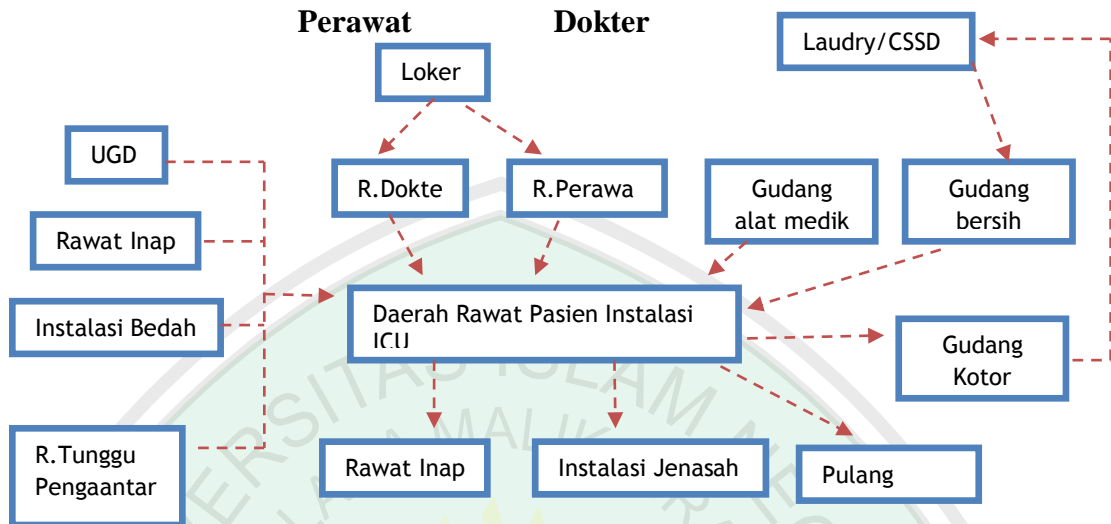 Perawat
Dokter
Laudry/CSSD
Loker
UGD
R.Dokte
R.Perawa
Gudang
alat medik
Gudang
bersih
Rawat Inap
Instalasi Bedah
Daerah Rawat Pasien Instalasi
ICU
Gudang
Kotor
R.Tunggu
Pengaantar
Rawat Inap
Instalasi Jenasah
Pulang